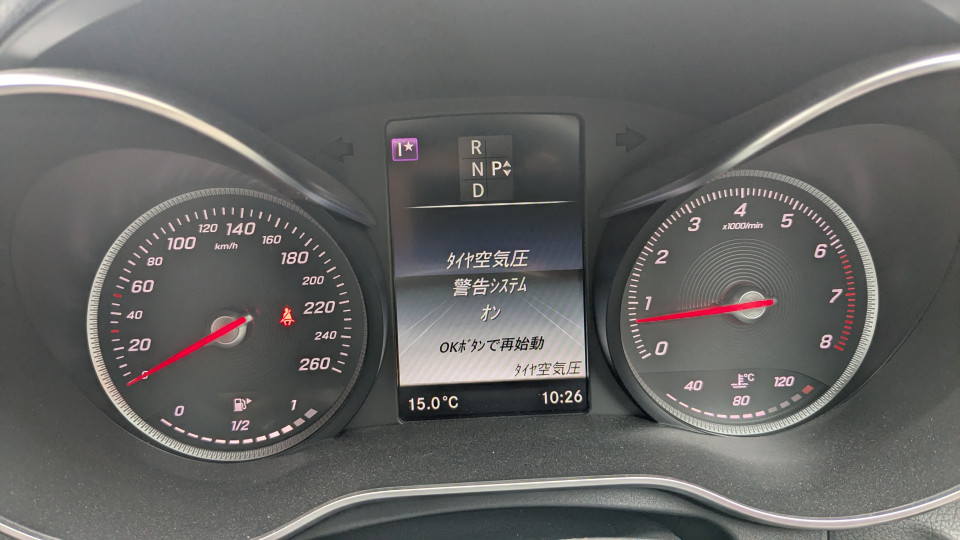 R
N P
D
タイヤ空気圧
警告システム
オン
OKボタンで再始動
タイヤ空気圧
15.0℃ 10:26
0 20 40 60 80 100 120 140 160 180 200 220 240 260
km/h
0 1/2 1
0 1 2 3 4 5 6 7 8
x1000/min
40 80 120
°C